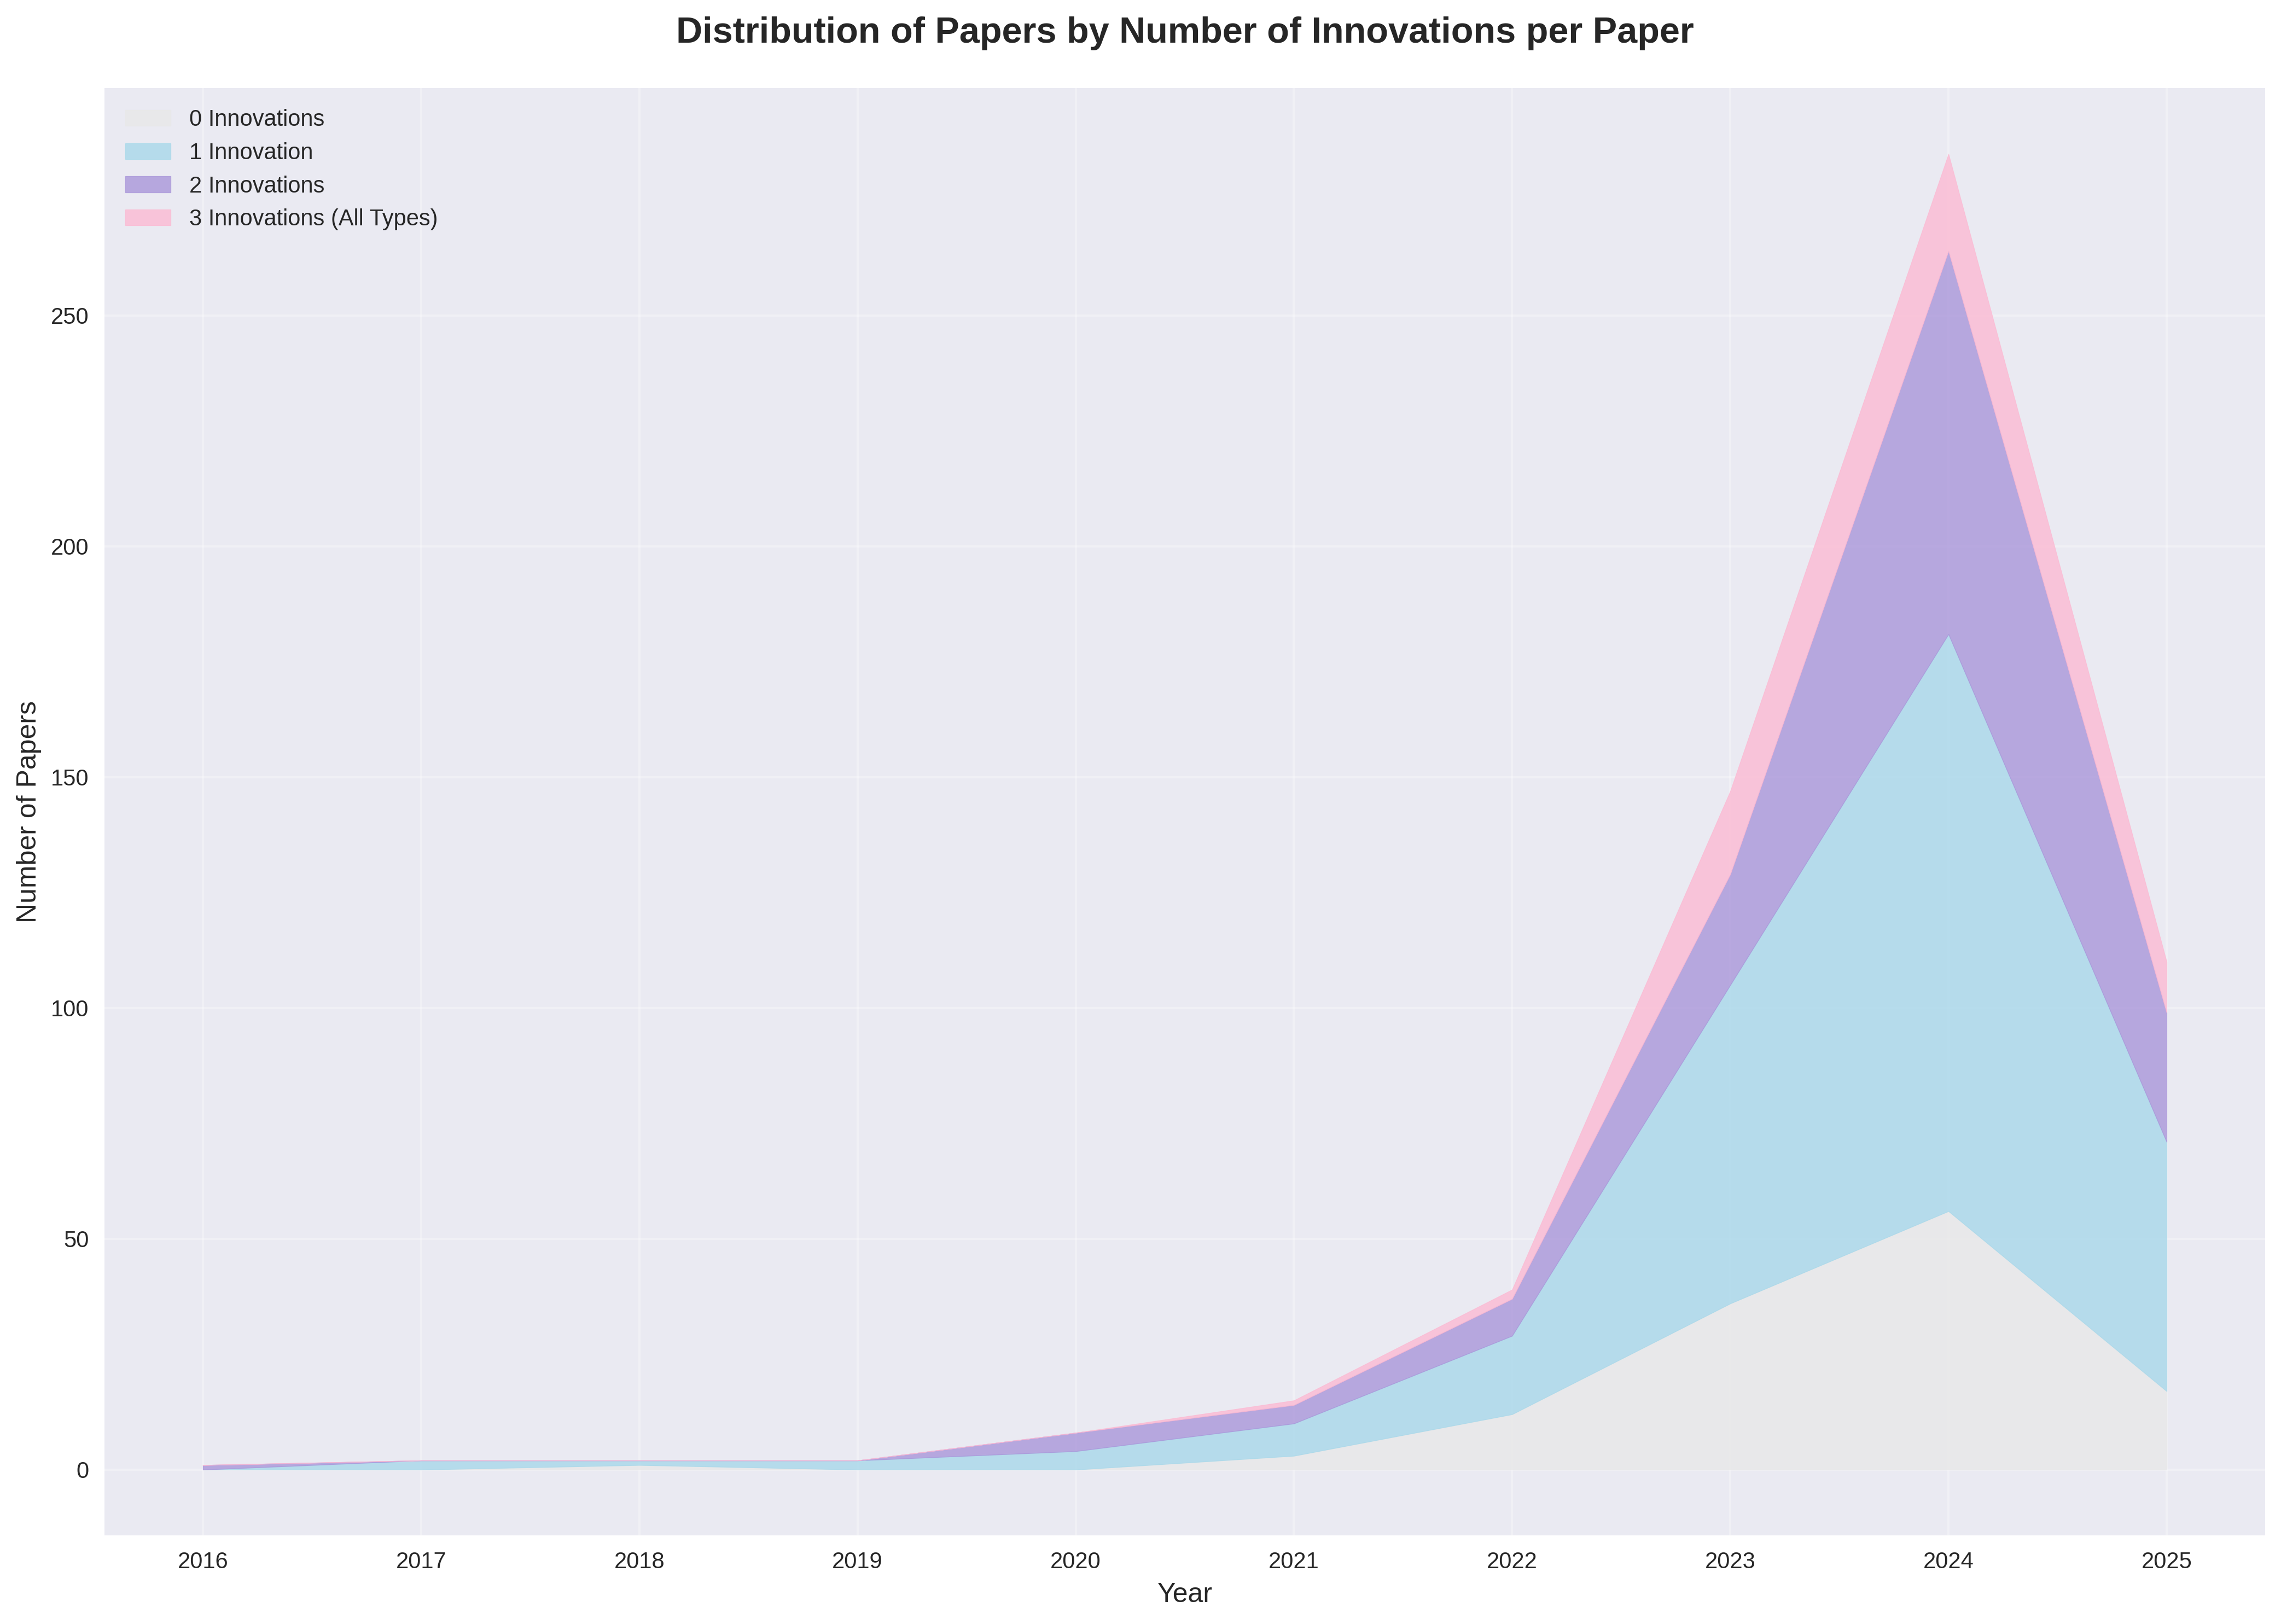 Distribution of Papers by Number of Innovations per Paper
0 Innovations
1 Innovation
2 Innovations
3 Innovations (All Types)
250
200
150
100
50
0
Number of Papers
2016 2017 2018 2019 2020 2021 2022 2023 2024 2025
Year